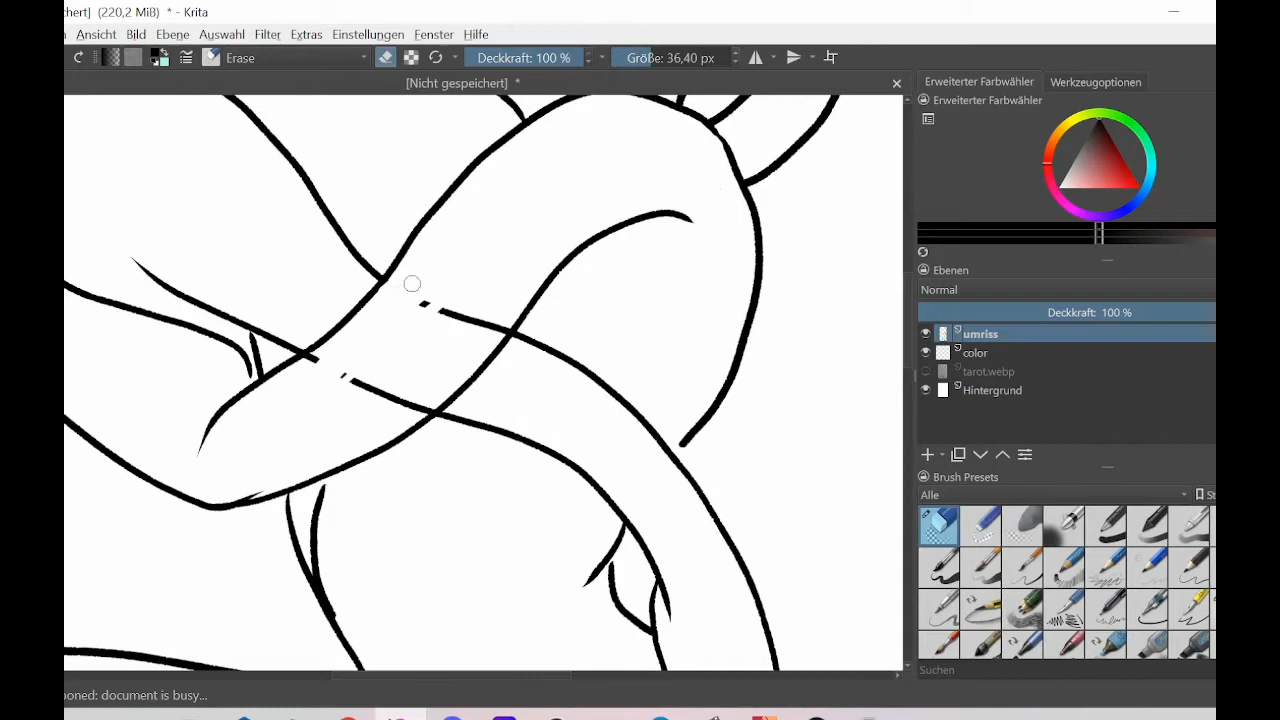 chert] (220,2 MiB) * - Krita
Ansicht Bild Ebene Auswahl Filter Extras Einstellungen Fenster Hilfe
Erase Deckkraft: 100 % Größe: 36,40 px
[Nicht gespeichert] *
Erweiterter Farbwähler Werkzeugoptionen
Erweiterter Farbwähler
Ebenen
Normal
Deckkraft: 100 %
umriss
color
tarot.webp
Hintergrund
Brush Presets
Alle St
Suchen
poned: document is busy...